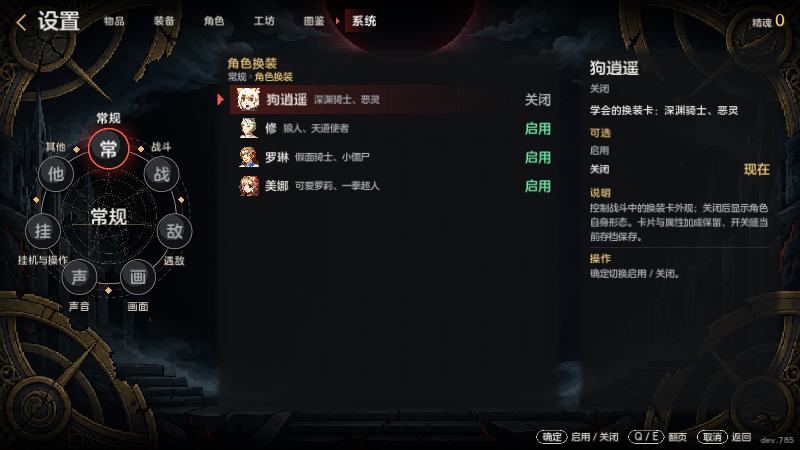 设置 物品 装备 角色 工坊 图鉴 系统 精魂 0
角色换装
常规 > 角色换装
狗逍遥 深渊骑士、恶灵 关闭
修 狼人、天道使者 启用
罗琳 假面骑士、小僵尸 启用
美娜 可爱萝莉、一拳超人 启用
常规
常
其他
他
战斗
战
常规
挂
挂机与操作
敌
遇敌
声
声音
画
画面
狗逍遥
关闭
学会的换装卡：深渊骑士、恶灵
可选
启用
关闭 现在
说明
控制战斗中的换装卡外观；关闭后显示角色
自身形态。卡片与属性加成保留，开关随当
前存档保存。
操作
确定切换启用 / 关闭。
确定 启用 / 关闭 Q / E 翻页 取消 返回 dev.785